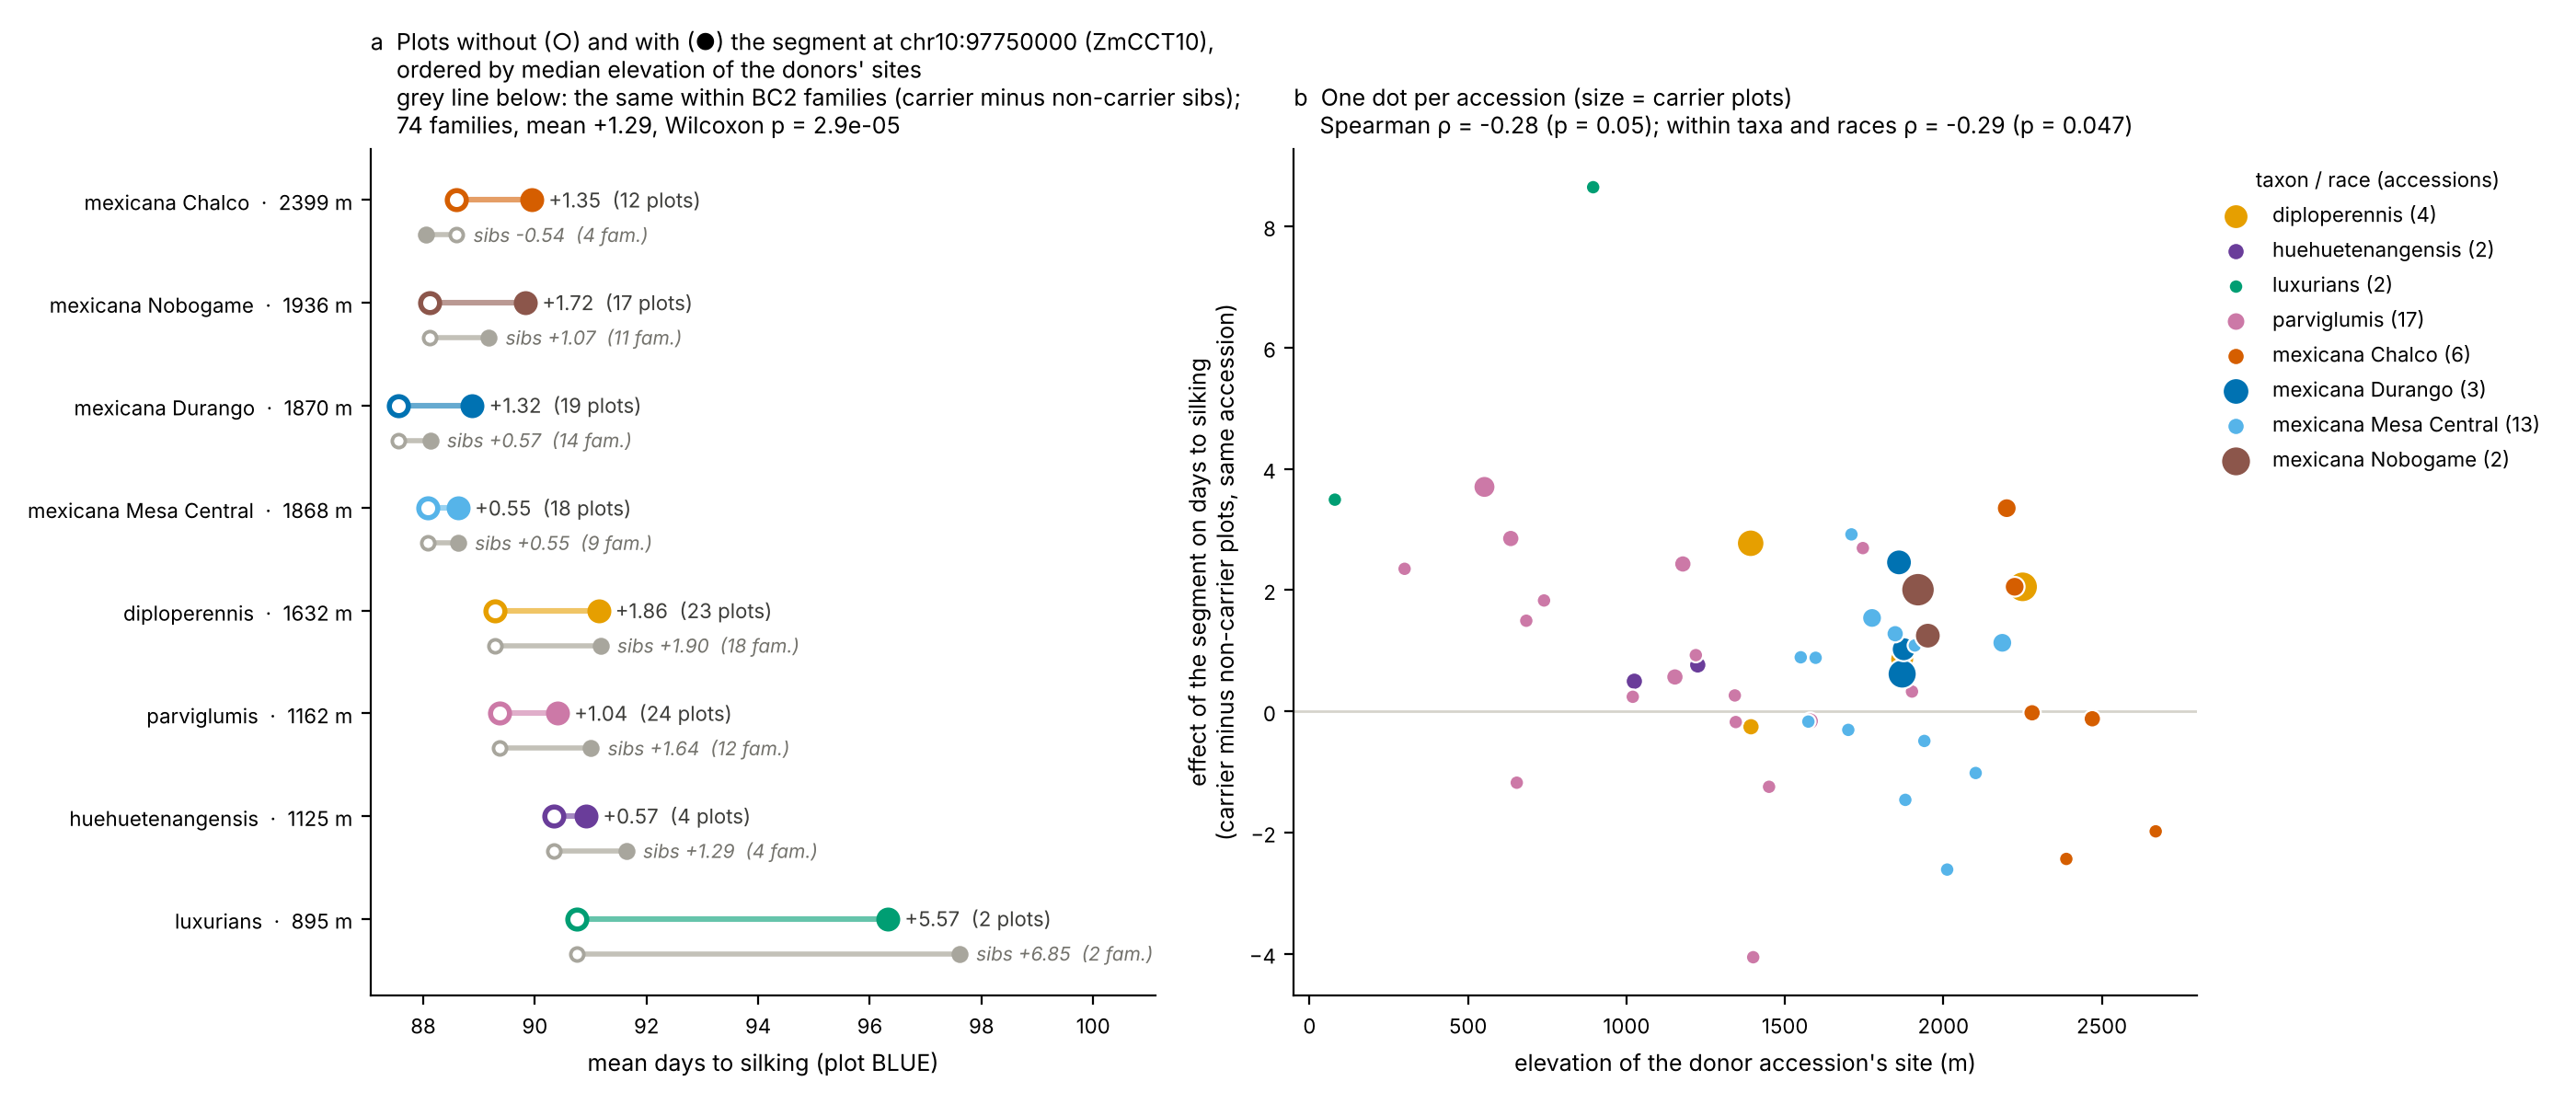 a Plots without (○) and with (●) the segment at chr10:97750000 (ZmCCT10),
ordered by median elevation of the donors' sites
grey line below: the same within BC2 families (carrier minus non-carrier sibs);
74 families, mean +1.29, Wilcoxon p = 2.9e-05
mexicana Chalco · 2399 m
+1.35 (12 plots)
sibs -0.54 (4 fam.)
mexicana Nobogame · 1936 m
+1.72 (17 plots)
sibs +1.07 (11 fam.)
mexicana Durango · 1870 m
+1.32 (19 plots)
sibs +0.57 (14 fam.)
mexicana Mesa Central · 1868 m
+0.55 (18 plots)
sibs +0.55 (9 fam.)
diploperennis · 1632 m
+1.86 (23 plots)
sibs +1.90 (18 fam.)
parviglumis · 1162 m
+1.04 (24 plots)
sibs +1.64 (12 fam.)
huehuetenangensis · 1125 m
+0.57 (4 plots)
sibs +1.29 (4 fam.)
luxurians · 895 m
+5.57 (2 plots)
sibs +6.85 (2 fam.)
88 90 92 94 96 98 100
mean days to silking (plot BLUE)
b One dot per accession (size = carrier plots)
Spearman ρ = -0.28 (p = 0.05); within taxa and races ρ = -0.29 (p = 0.047)
effect of the segment on days to silking
(carrier minus non-carrier plots, same accession)
8
6
4
2
0
−2
−4
0 500 1000 1500 2000 2500
elevation of the donor accession's site (m)
taxon / race (accessions)
diploperennis (4)
huehuetenangensis (2)
luxurians (2)
parviglumis (17)
mexicana Chalco (6)
mexicana Durango (3)
mexicana Mesa Central (13)
mexicana Nobogame (2)